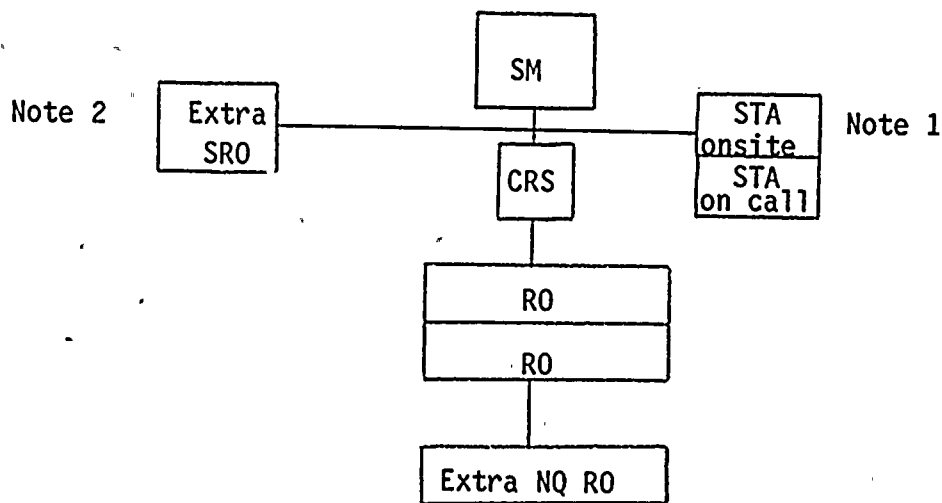 SM
Note 2
Extra
SRO
STA
onsite
STA
on call
Note 1
CRS
RO
RO
Extra NQ RO